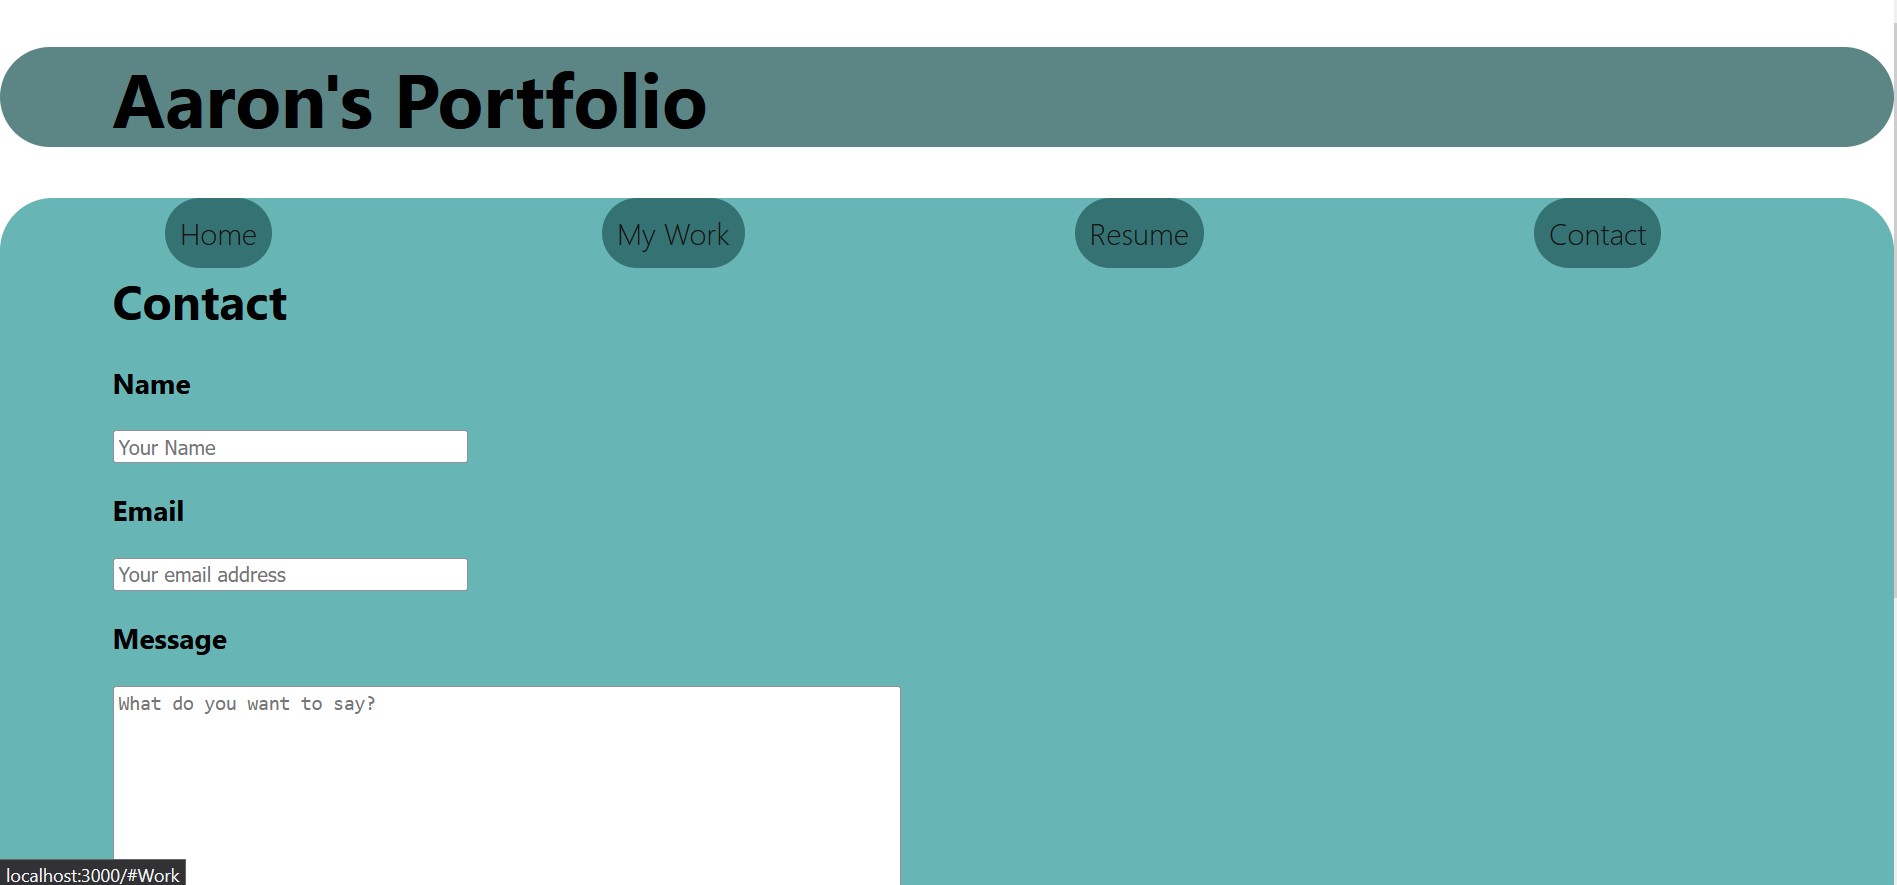 Aaron's Portfolio
Home My Work Resume Contact
Contact
Name
Your Name
Email
Your email address
Message
What do you want to say?
localhost:3000/#Work